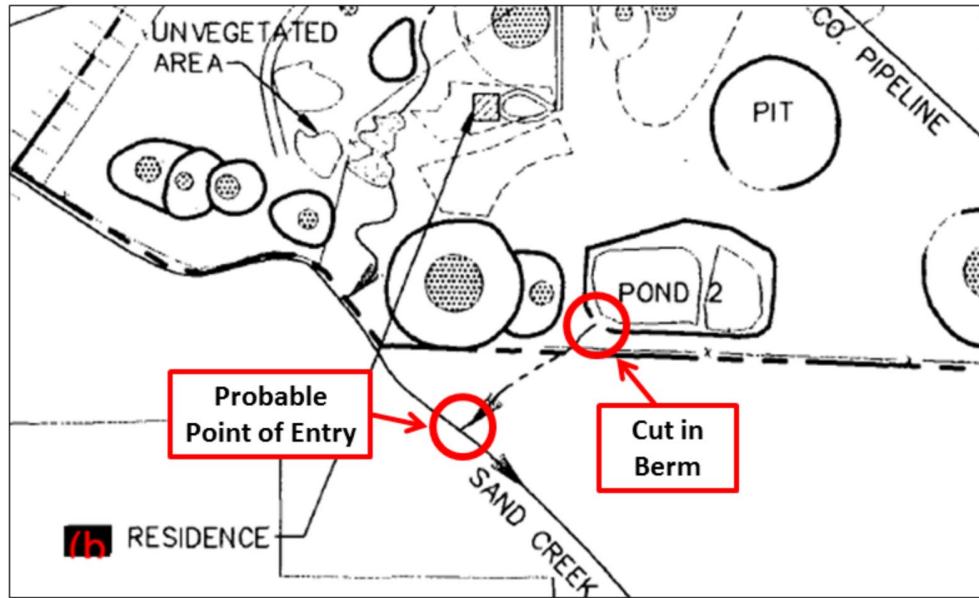 UNVEGETATED
AREA
CO. PIPELINE
PIT
POND 2
Probable
Point of Entry
Cut in
Berm
(b
RESIDENCE
SAND CREEK